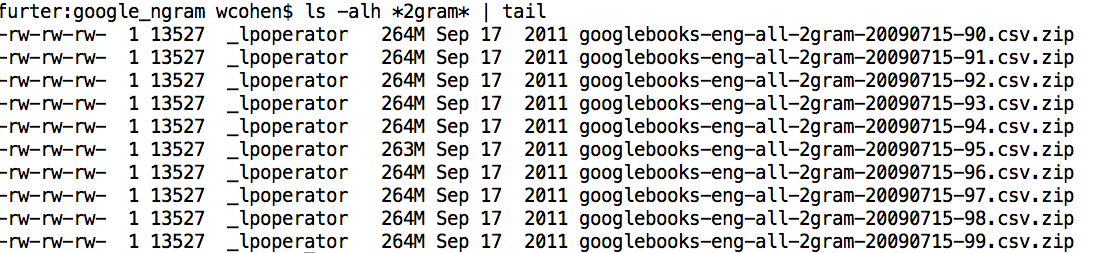 furter:google_ngram wcohen$ ls -alh *2gram* | tail
-rw-rw-rw-  1 13527  _lpoperator   264M Sep 17  2011 googlebooks-eng-all-2gram-20090715-90.csv.zip
-rw-rw-rw-  1 13527  _lpoperator   264M Sep 17  2011 googlebooks-eng-all-2gram-20090715-91.csv.zip
-rw-rw-rw-  1 13527  _lpoperator   264M Sep 17  2011 googlebooks-eng-all-2gram-20090715-92.csv.zip
-rw-rw-rw-  1 13527  _lpoperator   264M Sep 17  2011 googlebooks-eng-all-2gram-20090715-93.csv.zip
-rw-rw-rw-  1 13527  _lpoperator   264M Sep 17  2011 googlebooks-eng-all-2gram-20090715-94.csv.zip
-rw-rw-rw-  1 13527  _lpoperator   263M Sep 17  2011 googlebooks-eng-all-2gram-20090715-95.csv.zip
-rw-rw-rw-  1 13527  _lpoperator   264M Sep 17  2011 googlebooks-eng-all-2gram-20090715-96.csv.zip
-rw-rw-rw-  1 13527  _lpoperator   264M Sep 17  2011 googlebooks-eng-all-2gram-20090715-97.csv.zip
-rw-rw-rw-  1 13527  _lpoperator   264M Sep 17  2011 googlebooks-eng-all-2gram-20090715-98.csv.zip
-rw-rw-rw-  1 13527  _lpoperator   264M Sep 17  2011 googlebooks-eng-all-2gram-20090715-99.csv.zip